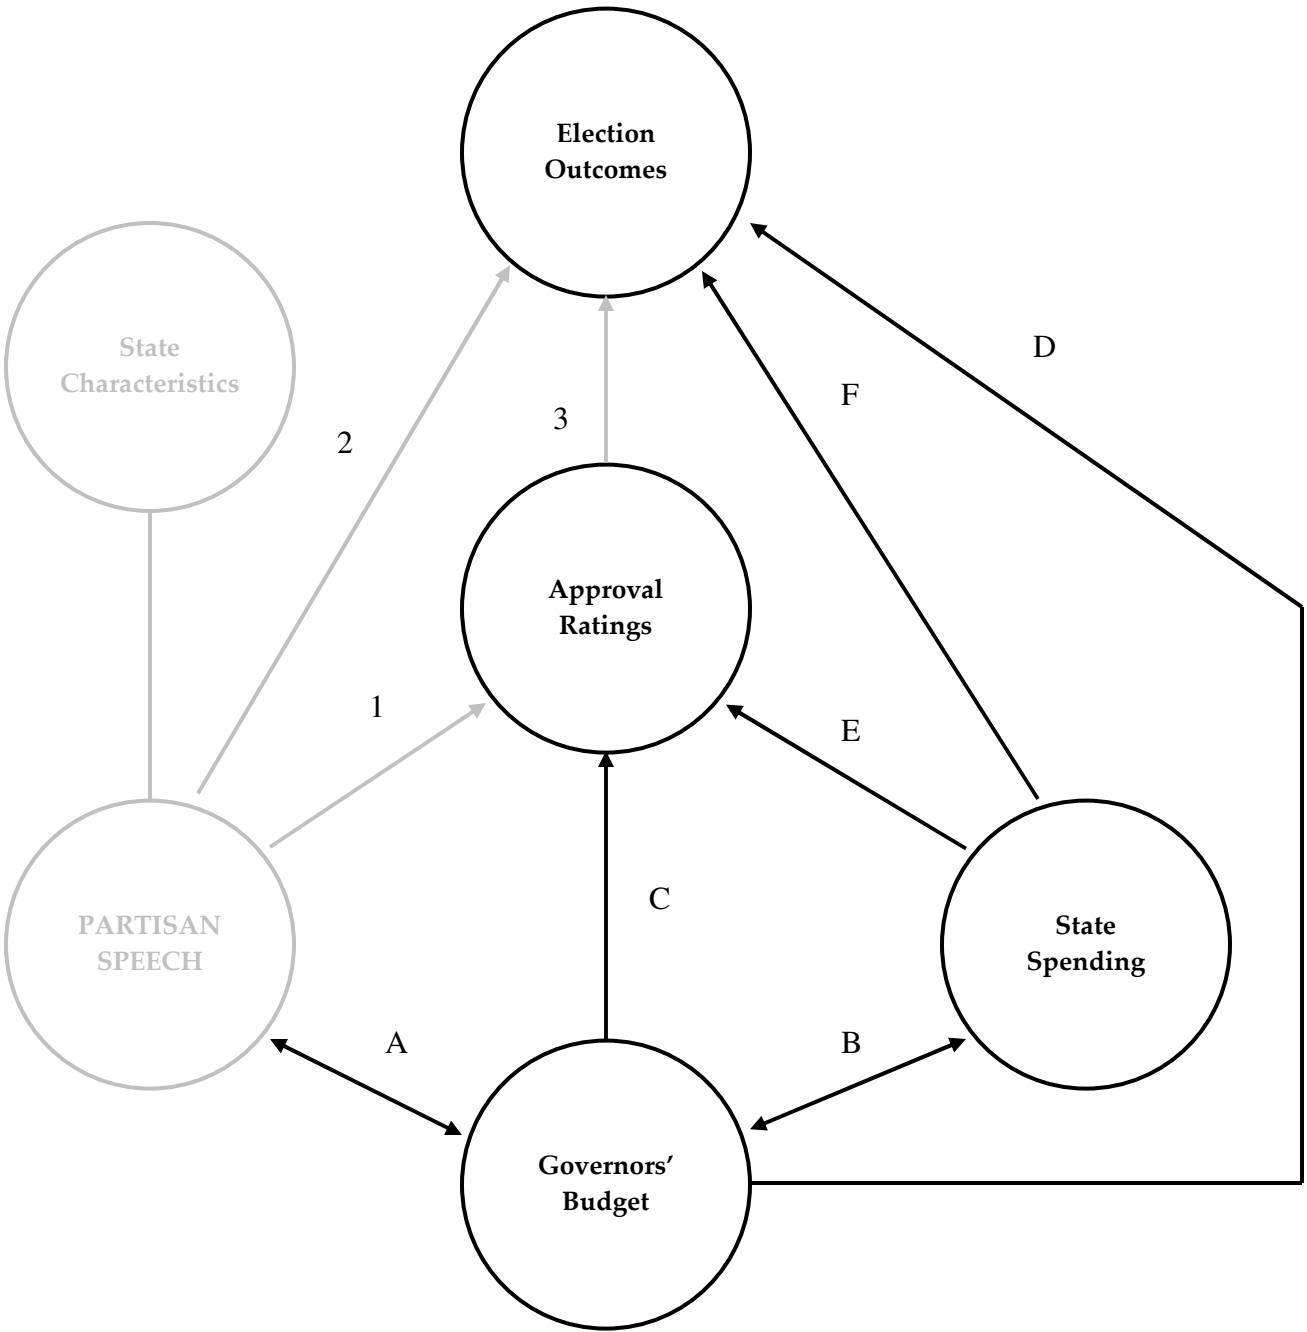 Election
Outcomes
D
State
Characteristics
F
3
2
Approval
Ratings
1
E
C
PARTISAN
SPEECH
State
Spending
A
B
Governors’
Budget